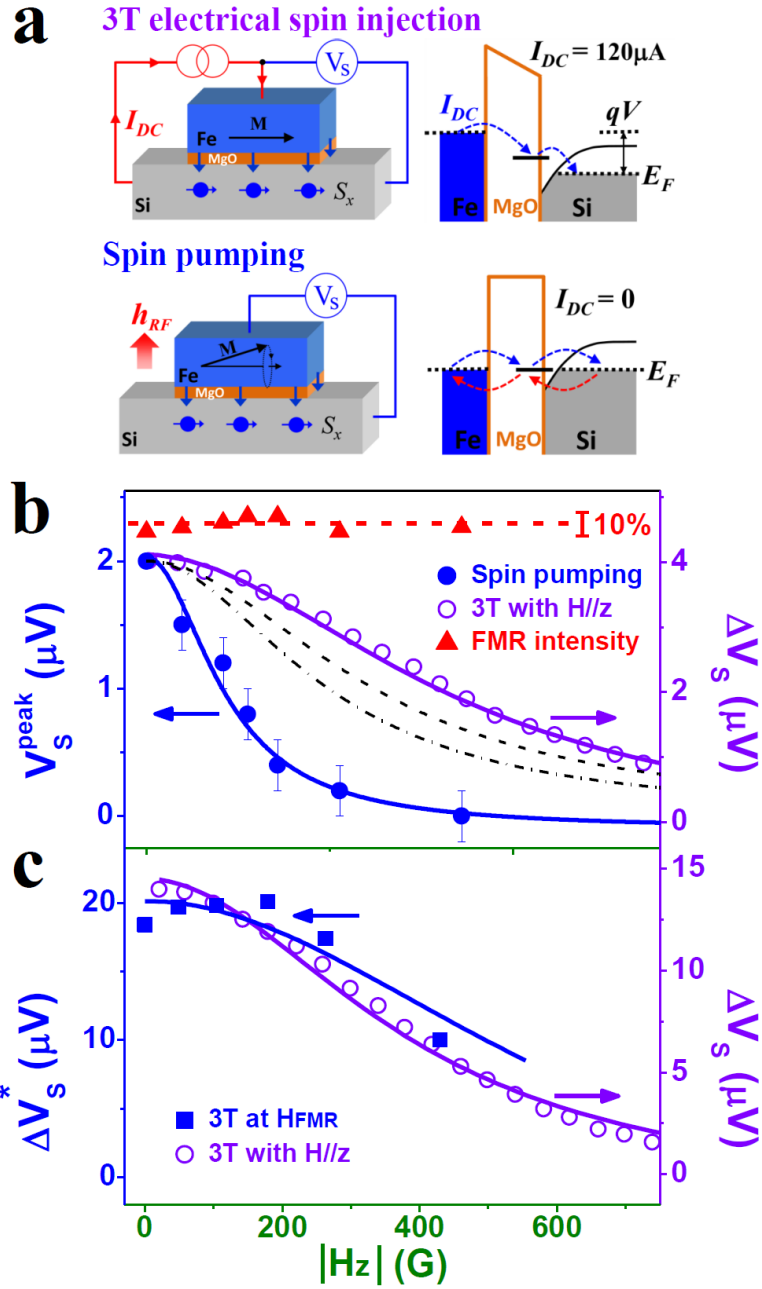 a
3T electrical spin injection
V_S
I_DC
Fe
M
MgO
Si
S_x
I_DC = 120μA
I_DC
qV
E_F
Fe
MgO
Si
Spin pumping
V_S
h_RF
M
Fe
MgO
Si
S_x
I_DC = 0
E_F
Fe
MgO
Si
b
10%
Spin pumping
3T with H//z
FMR intensity
V_S^peak (μV)
2
1
0
ΔV_S (μV)
4
2
0
c
ΔV_S^* (μV)
20
10
0
3T at HFMR
3T with H//z
ΔV_S (μV)
15
10
5
0
0
200
400
600
|Hz| (G)